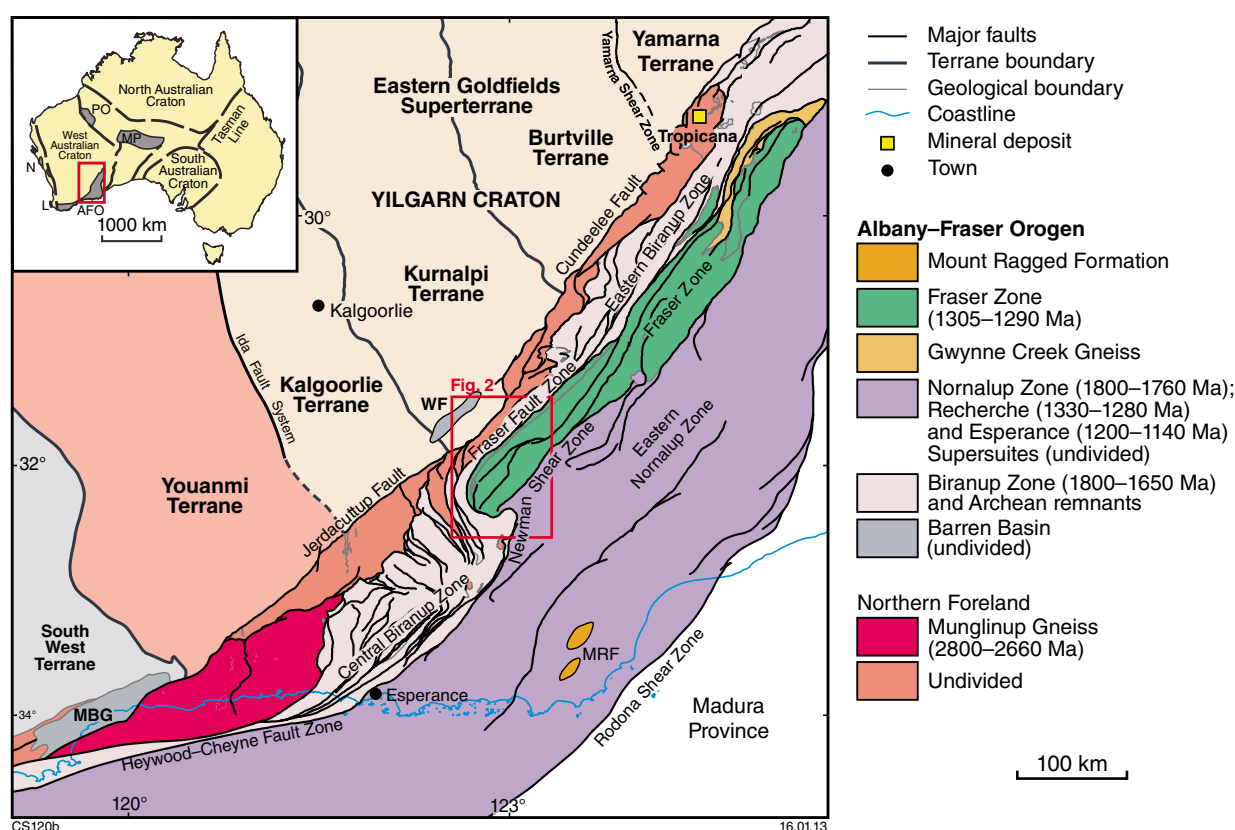 North Australian
Craton
PO
West
Australian
Craton
MP
Tasman
Line
South
Australian
Craton
N
L
AFO
1000 km
Yamarna
Terrane
Yamarna Shear Zone
Eastern Goldfields
Superterrane
Burtville
Terrane
Tropicana
YILGARN CRATON
30°
Cundeelee Fault
Eastern Biranup Zone
Kurnalpi
Terrane
Fraser Zone
Kalgoorlie
Ida Fault System
Kalgoorlie
Terrane
Fig. 2
WF
Fraser Fault Zone
Eastern
Nornalup Zone
32°
Newman Shear Zone
Youanmi
Terrane
Jerdacuttup Fault
South
West
Terrane
Central Biranup Zone
MRF
Esperance
Rodona Shear Zone
Madura
Province
34°
MBG
Heywood–Cheyne Fault Zone
120°
123°
CS120b
16.01.13
Major faults
Terrane boundary
Geological boundary
Coastline
Mineral deposit
Town
Albany–Fraser Orogen
Mount Ragged Formation
Fraser Zone
(1305–1290 Ma)
Gwynne Creek Gneiss
Nornalup Zone (1800–1760 Ma);
Recherche (1330–1280 Ma)
and Esperance (1200–1140 Ma)
Supersuites (undivided)
Biranup Zone (1800–1650 Ma)
and Archean remnants
Barren Basin
(undivided)
Northern Foreland
Munglinup Gneiss
(2800–2660 Ma)
Undivided
100 km